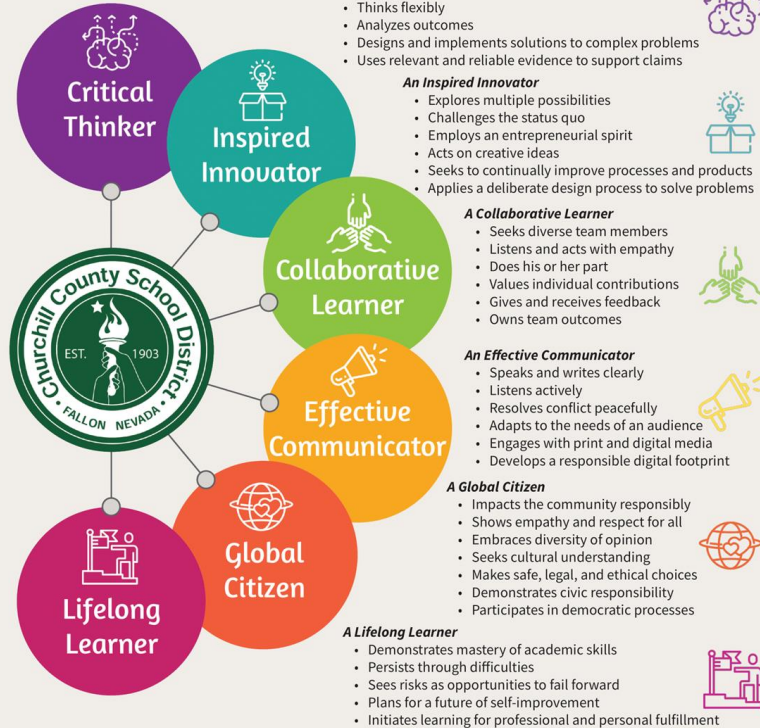 Critical
Thinker
Inspired
Innovator
Collaborative
Learner
Effective
Communicator
Global
Citizen
Lifelong
Learner
Churchill County School District
EST. 1903
FALLON NEVADA
• Thinks flexibly
• Analyzes outcomes
• Designs and implements solutions to complex problems
• Uses relevant and reliable evidence to support claims
An Inspired Innovator
• Explores multiple possibilities
• Challenges the status quo
• Employs an entrepreneurial spirit
• Acts on creative ideas
• Seeks to continually improve processes and products
• Applies a deliberate design process to solve problems
A Collaborative Learner
• Seeks diverse team members
• Listens and acts with empathy
• Does his or her part
• Values individual contributions
• Gives and receives feedback
• Owns team outcomes
An Effective Communicator
• Speaks and writes clearly
• Listens actively
• Resolves conflict peacefully
• Adapts to the needs of an audience
• Engages with print and digital media
• Develops a responsible digital footprint
A Global Citizen
• Impacts the community responsibly
• Shows empathy and respect for all
• Embraces diversity of opinion
• Seeks cultural understanding
• Makes safe, legal, and ethical choices
• Demonstrates civic responsibility
• Participates in democratic processes
A Lifelong Learner
• Demonstrates mastery of academic skills
• Persists through difficulties
• Sees risks as opportunities to fail forward
• Plans for a future of self-improvement
• Initiates learning for professional and personal fulfillment